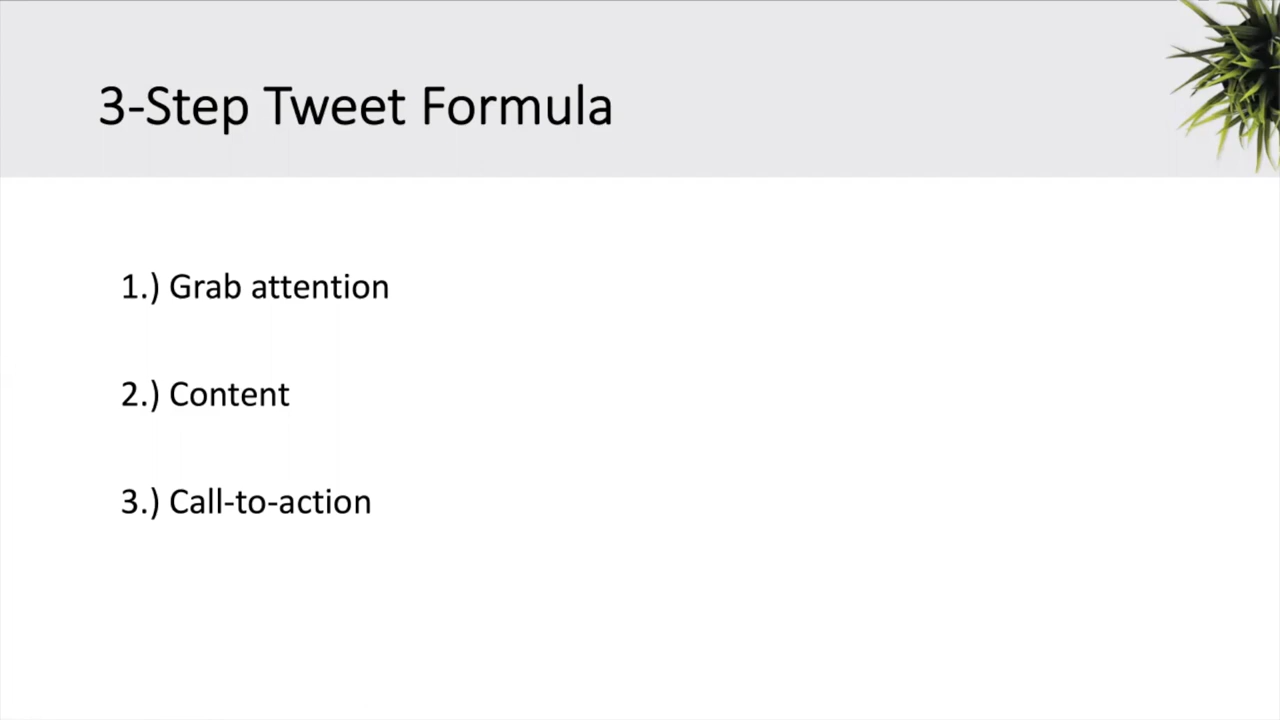 3-Step Tweet Formula
1.) Grab attention
2.) Content
3.) Call-to-action